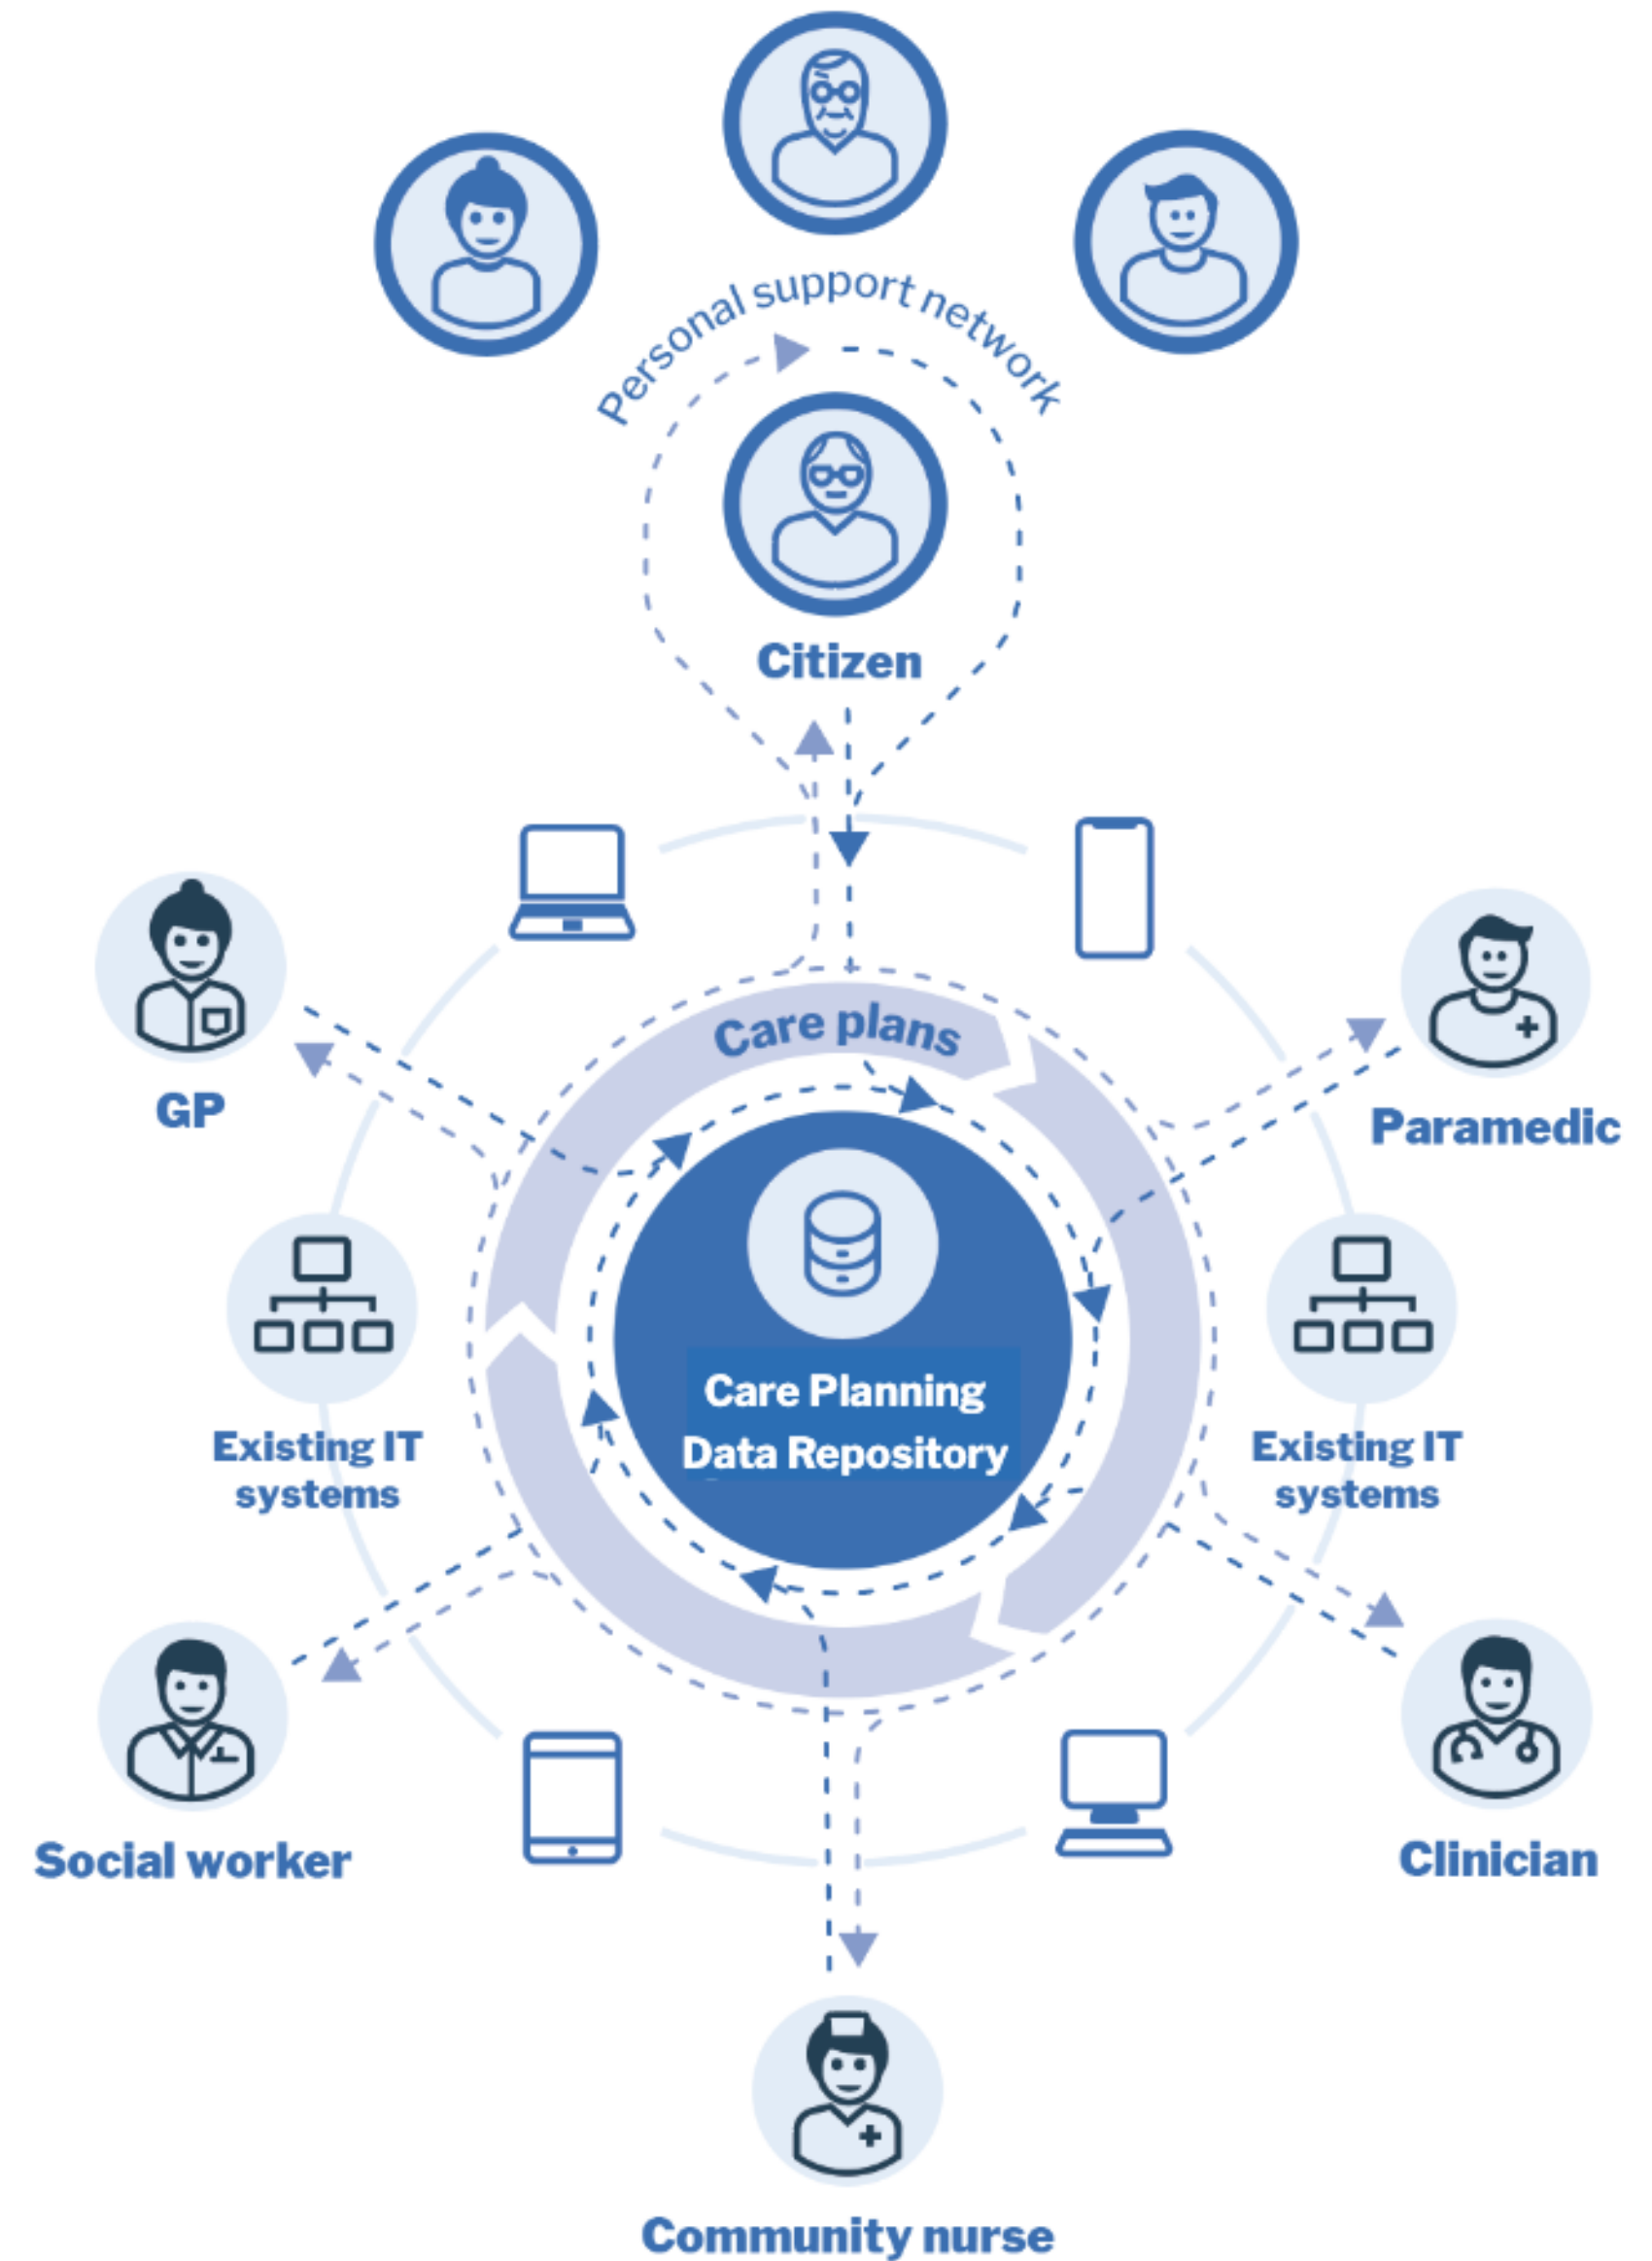 Personal support network
Citizen
GP
Care plans
Paramedic
Care Planning
Data Repository
Existing IT
systems
Existing IT
systems
Social worker
Clinician
Community nurse